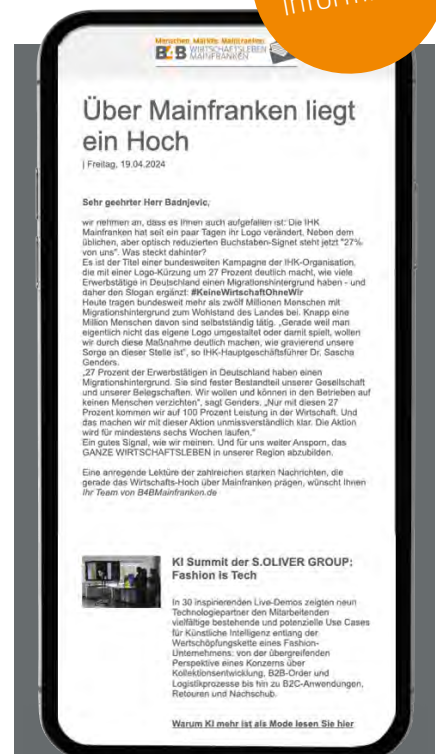 Inform
Menschen. Märkte. Mainfranken.
B4B WIRTSCHAFTSLEBEN
MAINFRANKEN
Über Mainfranken liegt
ein Hoch
| Freitag, 19.04.2024
Sehr geehrter Herr Badnjevic,
wir nehmen an, dass es Ihnen auch aufgefallen ist: Die IHK
Mainfranken hat seit ein paar Tagen ihr Logo verändert. Neben dem
üblichen, aber optisch reduzierten Buchstaben-Signet steht jetzt "27%
von uns". Was steckt dahinter?
Es ist der Titel einer bundesweiten Kampagne der IHK-Organisation,
die mit einer Logo-Kürzung um 27 Prozent deutlich macht, wie viele
Erwerbstätige in Deutschland einen Migrationshintergrund haben - und
daher den Slogan ergänzt: #KeineWirtschaftOhneWir
Heute tragen bundesweit mehr als zwölf Millionen Menschen mit
Migrationshintergrund zum Wohlstand des Landes bei. Knapp eine
Million Menschen davon sind selbstständig tätig. „Gerade weil man
eigentlich nicht das eigene Logo umgestaltet oder damit spielt, wollen
wir durch diese Maßnahme deutlich machen, wie gravierend unsere
Sorge an dieser Stelle ist", so IHK-Hauptgeschäftsführer Dr. Sascha
Genders.
„27 Prozent der Erwerbstätigen in Deutschland haben einen
Migrationshintergrund. Sie sind fester Bestandteil unserer Gesellschaft
und unserer Belegschaften. Wir wollen und können in den Betrieben auf
keinen Menschen verzichten", sagt Genders. „Nur mit diesen 27
Prozent kommen wir auf 100 Prozent Leistung in der Wirtschaft. Und
das machen wir mit dieser Aktion unmissverständlich klar. Die Aktion
wird für mindestens sechs Wochen laufen."
Ein gutes Signal, wie wir meinen. Und für uns weiter Ansporn, das
GANZE WIRTSCHAFTSLEBEN in unserer Region abzubilden.
Eine anregende Lektüre der zahlreichen starken Nachrichten, die
gerade das Wirtschafts-Hoch über Mainfranken prägen, wünscht Ihnen
Ihr Team von B4BMainfranken.de
KI Summit der S.OLIVER GROUP:
Fashion is Tech
In 30 inspirierenden Live-Demos zeigten neun
Technologiepartner den Mitarbeitenden
vielfältige bestehende und potenzielle Use Cases
für Künstliche Intelligenz entlang der
Wertschöpfungskette eines Fashion-
Unternehmens: von der übergreifenden
Perspektive eines Konzerns über
Kollektionsentwicklung, B2B-Order und
Logistikprozesse bis hin zu B2C-Anwendungen,
Retouren und Nachschub.
Warum KI mehr ist als Mode lesen Sie hier